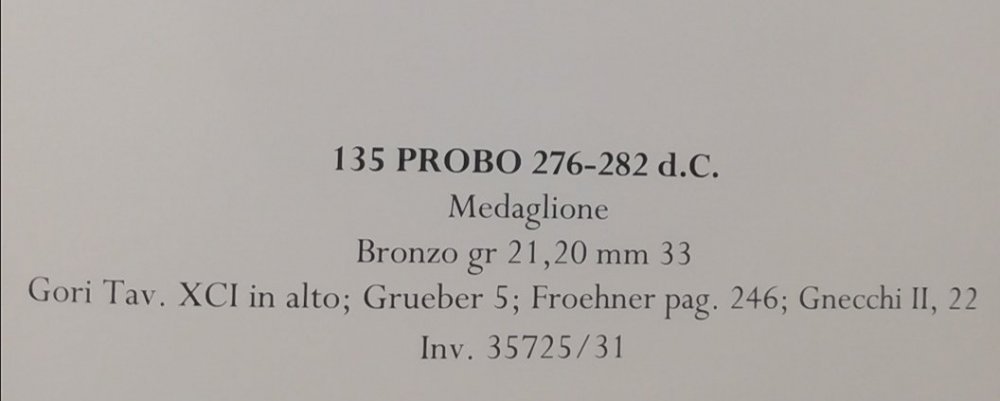 135 PROBO 276-282 d.C.
Medaglione
Bronzo gr 21,20 mm 33
Gori Tav. XCI in alto; Grueber 5; Froehner pag. 246; Gnecchi II, 22
Inv. 35725/31